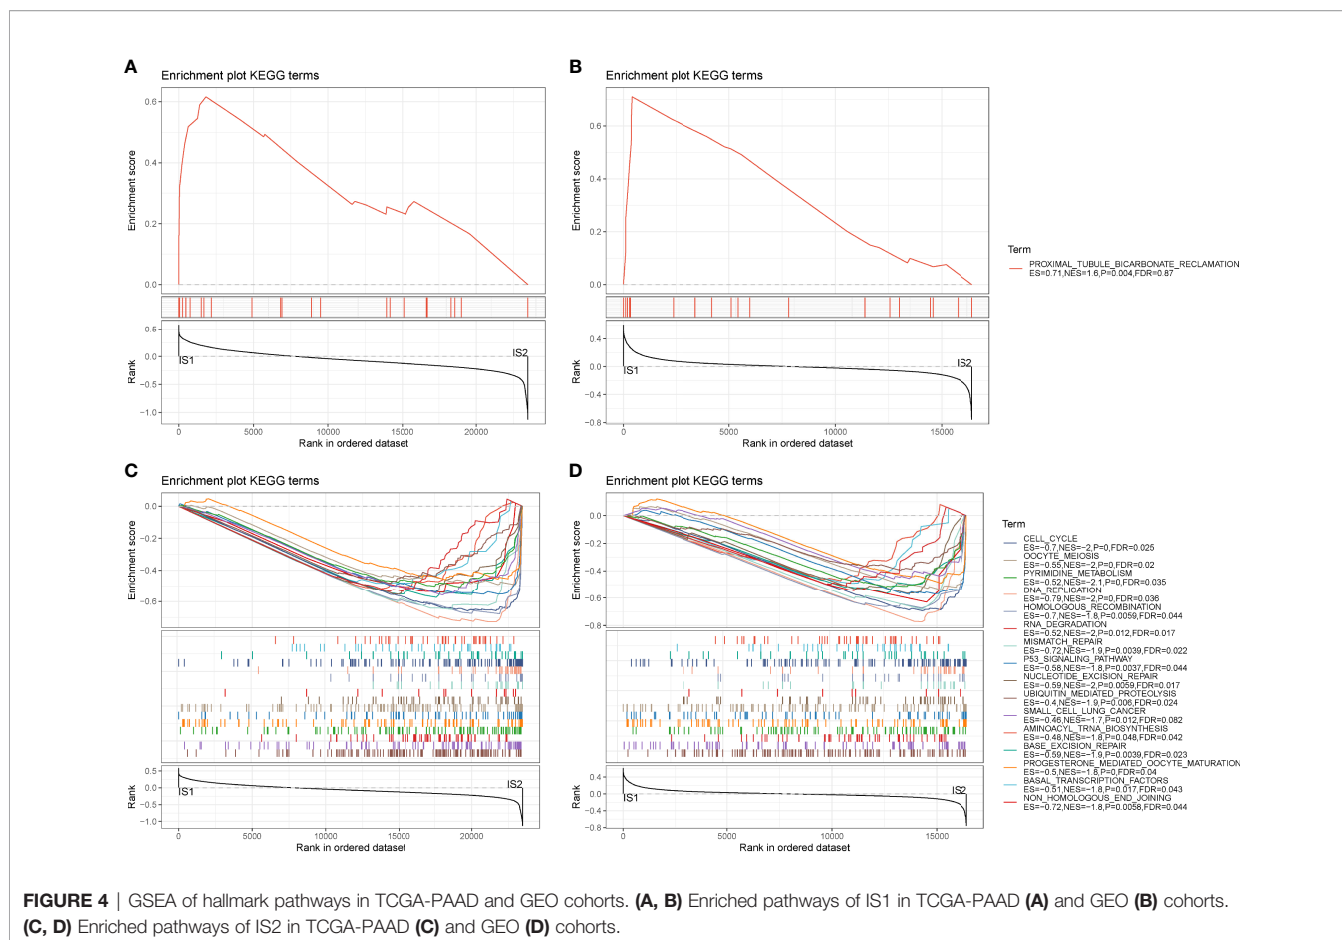 A
Enrichment plot KEGG terms
Enrichment score
0.6
0.4
0.2
0.0
Rank
0.5
0.0
−0.5
−1.0
IS1
IS2
0
5000
10000
15000
20000
Rank in ordered dataset
B
Enrichment plot KEGG terms
Enrichment score
0.6
0.4
0.2
0.0
Rank
0.4
0.0
−0.4
−0.8
IS1
IS2
0
5000
10000
15000
Rank in ordered dataset
Term
PROXIMAL_TUBULE_BICARBONATE_RECLAMATION
ES=0.71,NES=1.6,P=0.004,FDR=0.87
C
Enrichment plot KEGG terms
Enrichment score
0.0
−0.2
−0.4
−0.6
Rank
0.5
0.0
−0.5
−1.0
IS1
IS2
0
5000
10000
15000
20000
Rank in ordered dataset
D
Enrichment plot KEGG terms
Enrichment score
0.0
−0.2
−0.4
−0.6
−0.8
Rank
0.4
0.0
−0.4
−0.8
IS1
IS2
0
5000
10000
15000
Rank in ordered dataset
Term
CELL_CYCLE
ES=−0.7,NES=−2,P=0,FDR=0.025
OOCYTE_MEIOSIS
ES=−0.55,NES=−2,P=0,FDR=0.02
PYRIMIDINE_METABOLISM
ES=−0.52,NES=−2.1,P=0,FDR=0.035
DNA_REPLICATION
ES=−0.79,NES=−2,P=0,FDR=0.036
HOMOLOGOUS_RECOMBINATION
ES=−0.7,NES=−1.8,P=0.0059,FDR=0.044
RNA_DEGRADATION
ES=−0.52,NES=−2,P=0.012,FDR=0.017
MISMATCH_REPAIR
ES=−0.72,NES=−1.9,P=0.0039,FDR=0.022
P53_SIGNALING_PATHWAY
ES=−0.58,NES=−1.8,P=0.0037,FDR=0.044
NUCLEOTIDE_EXCISION_REPAIR
ES=−0.59,NES=−2,P=0.0059,FDR=0.017
UBIQUITIN_MEDIATED_PROTEOLYSIS
ES=−0.4,NES=−1.9,P=0.006,FDR=0.024
SMALL_CELL_LUNG_CANCER
ES=−0.46,NES=−1.7,P=0.012,FDR=0.082
AMINOACYL_TRNA_BIOSYNTHESIS
ES=−0.48,NES=−1.8,P=0.048,FDR=0.042
BASE_EXCISION_REPAIR
ES=−0.59,NES=−1.9,P=0.0039,FDR=0.023
PROGESTERONE_MEDIATED_OOCYTE_MATURATION
ES=−0.5,NES=−1.8,P=0,FDR=0.04
BASAL_TRANSCRIPTION_FACTORS
ES=−0.51,NES=−1.8,P=0.017,FDR=0.043
NON_HOMOLOGOUS_END_JOINING
ES=−0.72,NES=−1.8,P=0.0058,FDR=0.044
FIGURE 4 | GSEA of hallmark pathways in TCGA-PAAD and GEO cohorts. (A, B) Enriched pathways of IS1 in TCGA-PAAD (A) and GEO (B) cohorts.
(C, D) Enriched pathways of IS2 in TCGA-PAAD (C) and GEO (D) cohorts.